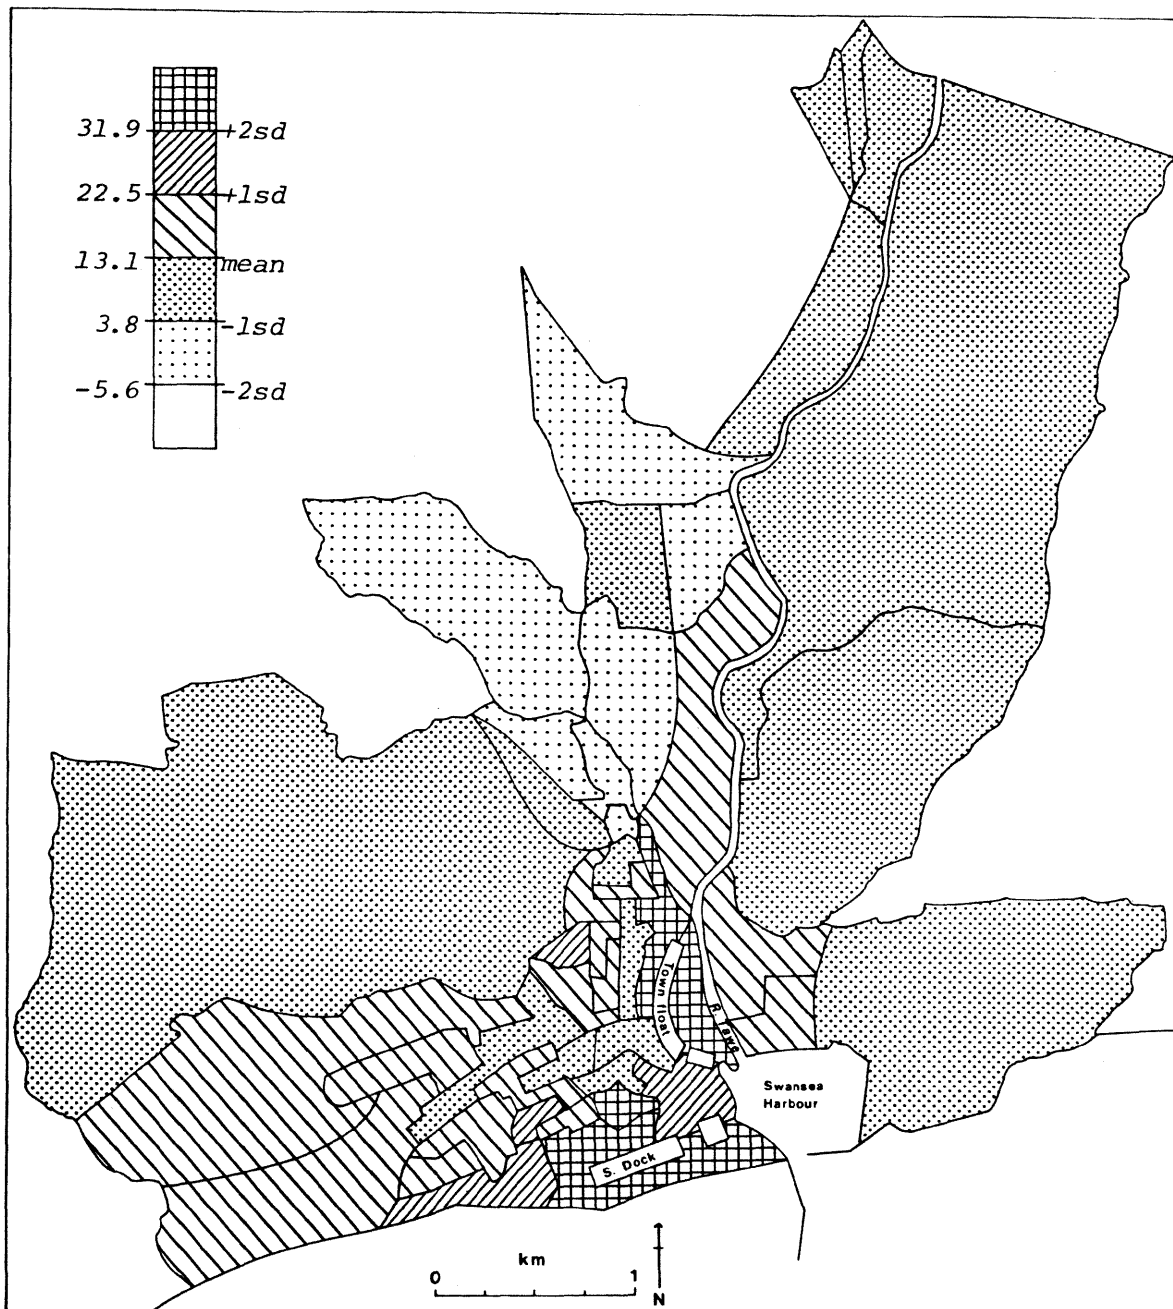 31.9 +2sd
22.5 +1sd
13.1 mean
3.8 -1sd
-5.6 -2sd
Town float
R. Tawe
Swansea
Harbour
S. Dock
km
0 1
N